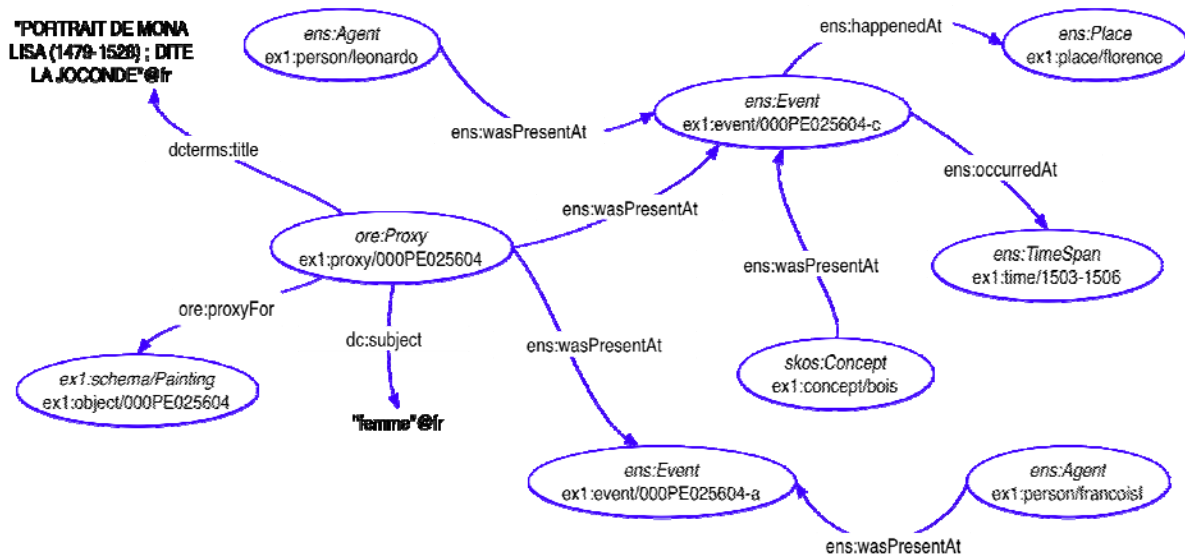 "PORTRAIT DE MONA
LISA (1479-1528) ; DITE
LA JOCONDE"@fr
ens:Agent
ex1:person/leonardo
ens:happenedAt
ens:Place
ex1:place/florence
ens:Event
ex1:event/000PE025604-c
ens:wasPresentAt
dcterms:title
ens:occurredAt
ens:wasPresentAt
ore:Proxy
ex1:proxy/000PE025604
ens:TimeSpan
ex1:time/1503-1506
ens:wasPresentAt
ore:proxyFor
dc:subject
ens:wasPresentAt
ex1:schema/Painting
ex1:object/000PE025604
skos:Concept
ex1:concept/bois
"femme"@fr
ens:Event
ex1:event/000PE025604-a
ens:Agent
ex1:person/francoisI
ens:wasPresentAt